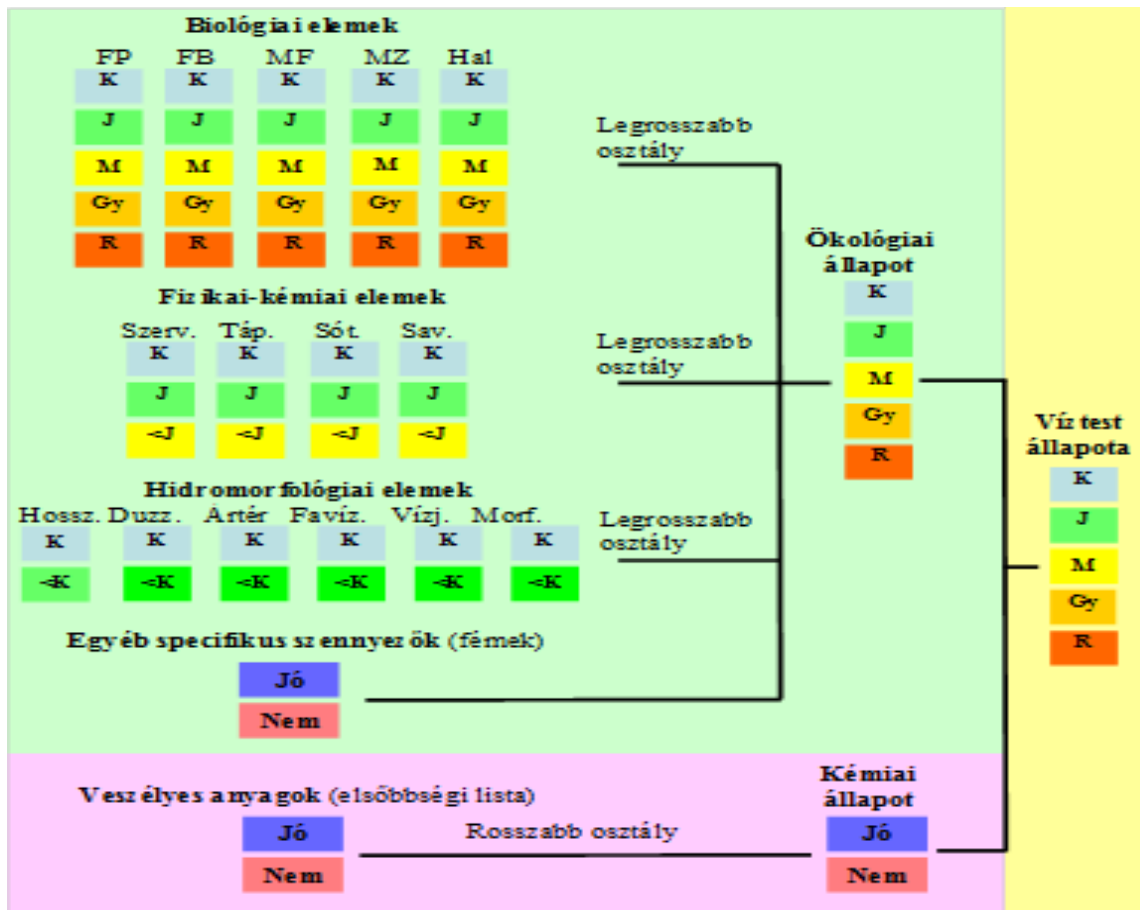 Biológiai elemek
FP FB MF MZ Hal
K K K K K
J J J J J
M M M M M
Gy Gy Gy Gy Gy
R R R R R
Legrosszabb
osztály
Fizikai-kémiai elemek
Szerv. Táp. Sót. Sav.
K K K K
J J J J
<J <J <J <J
Legrosszabb
osztály
Hidromorfológiai elemek
Hossz. Duzz. Ártér Favíz. Vízj. Morf.
K K K K K K
<K <K <K <K <K <K
Legrosszabb
osztály
Egyéb specifikus szennyezők (fémek)
Jó
Nem
Ökológiai
állapot
K
J
M
Gy
R
Veszélyes anyagok (elsőbbségi lista)
Jó
Nem
Rosszabb osztály
Kémiai
állapot
Jó
Nem
Víztest
állapota
K
J
M
Gy
R